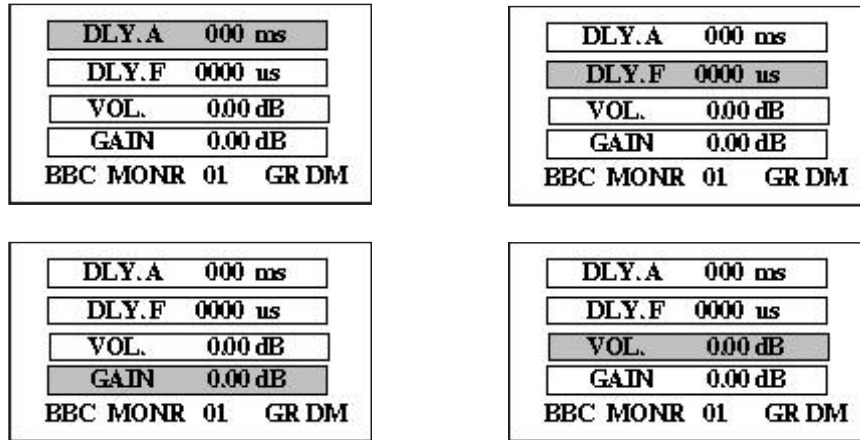 DLY.A 000 ms
DLY.F 0000 us
VOL. 0.00 dB
GAIN 0.00 dB
BBC MONR 01 GR DM
DLY.A 000 ms
DLY.F 0000 us
VOL. 0.00 dB
GAIN 0.00 dB
BBC MONR 01 GR DM
DLY.A 000 ms
DLY.F 0000 us
VOL. 0.00 dB
GAIN 0.00 dB
BBC MONR 01 GR DM
DLY.A 000 ms
DLY.F 0000 us
VOL. 0.00 dB
GAIN 0.00 dB
BBC MONR 01 GR DM